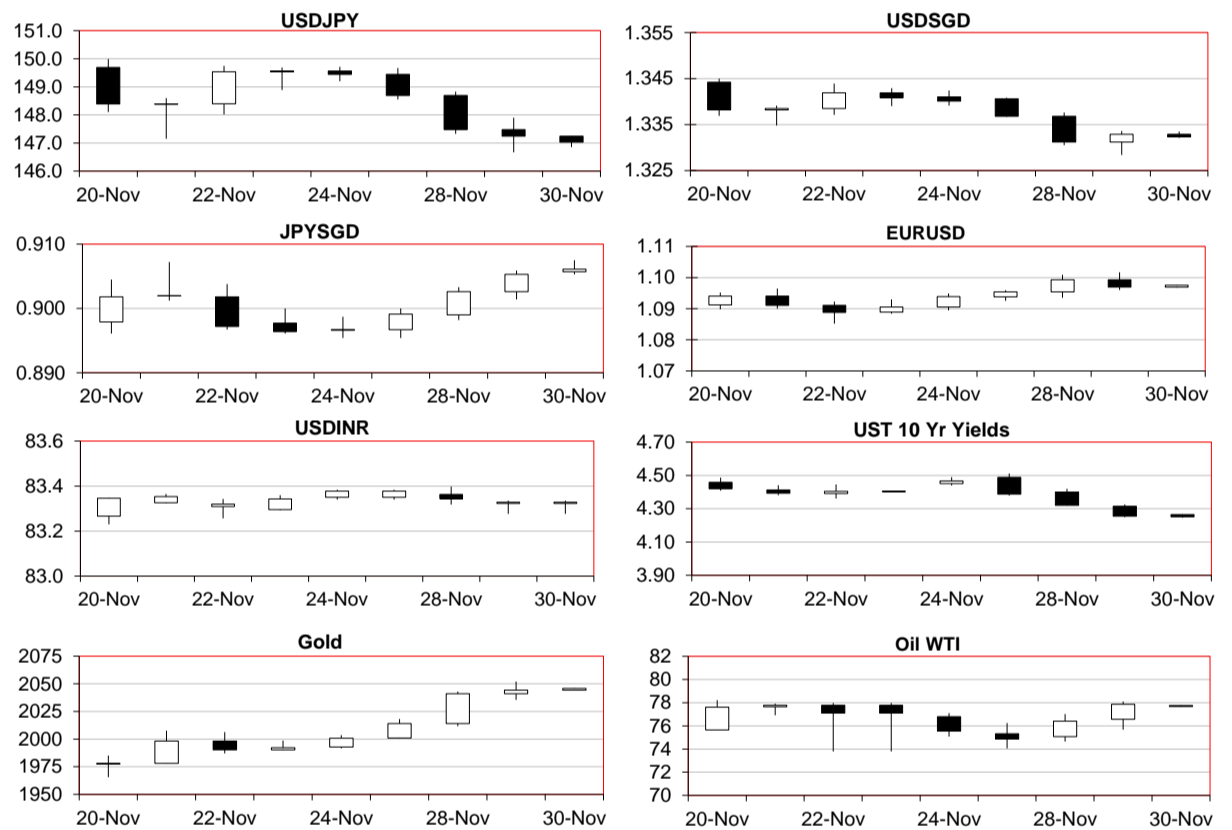 USDJPY
151.0
150.0
149.0
148.0
147.0
146.0
20-Nov 22-Nov 24-Nov 28-Nov 30-Nov
USDSGD
1.355
1.345
1.335
1.325
20-Nov 22-Nov 24-Nov 28-Nov 30-Nov
JPYSGD
0.910
0.900
0.890
20-Nov 22-Nov 24-Nov 28-Nov 30-Nov
EURUSD
1.11
1.10
1.09
1.08
1.07
20-Nov 22-Nov 24-Nov 28-Nov 30-Nov
USDINR
83.6
83.4
83.2
83.0
20-Nov 22-Nov 24-Nov 28-Nov 30-Nov
UST 10 Yr Yields
4.70
4.50
4.30
4.10
3.90
20-Nov 22-Nov 24-Nov 28-Nov 30-Nov
Gold
2075
2050
2025
2000
1975
1950
20-Nov 22-Nov 24-Nov 28-Nov 30-Nov
Oil WTI
82
80
78
76
74
72
70
20-Nov 22-Nov 24-Nov 28-Nov 30-Nov